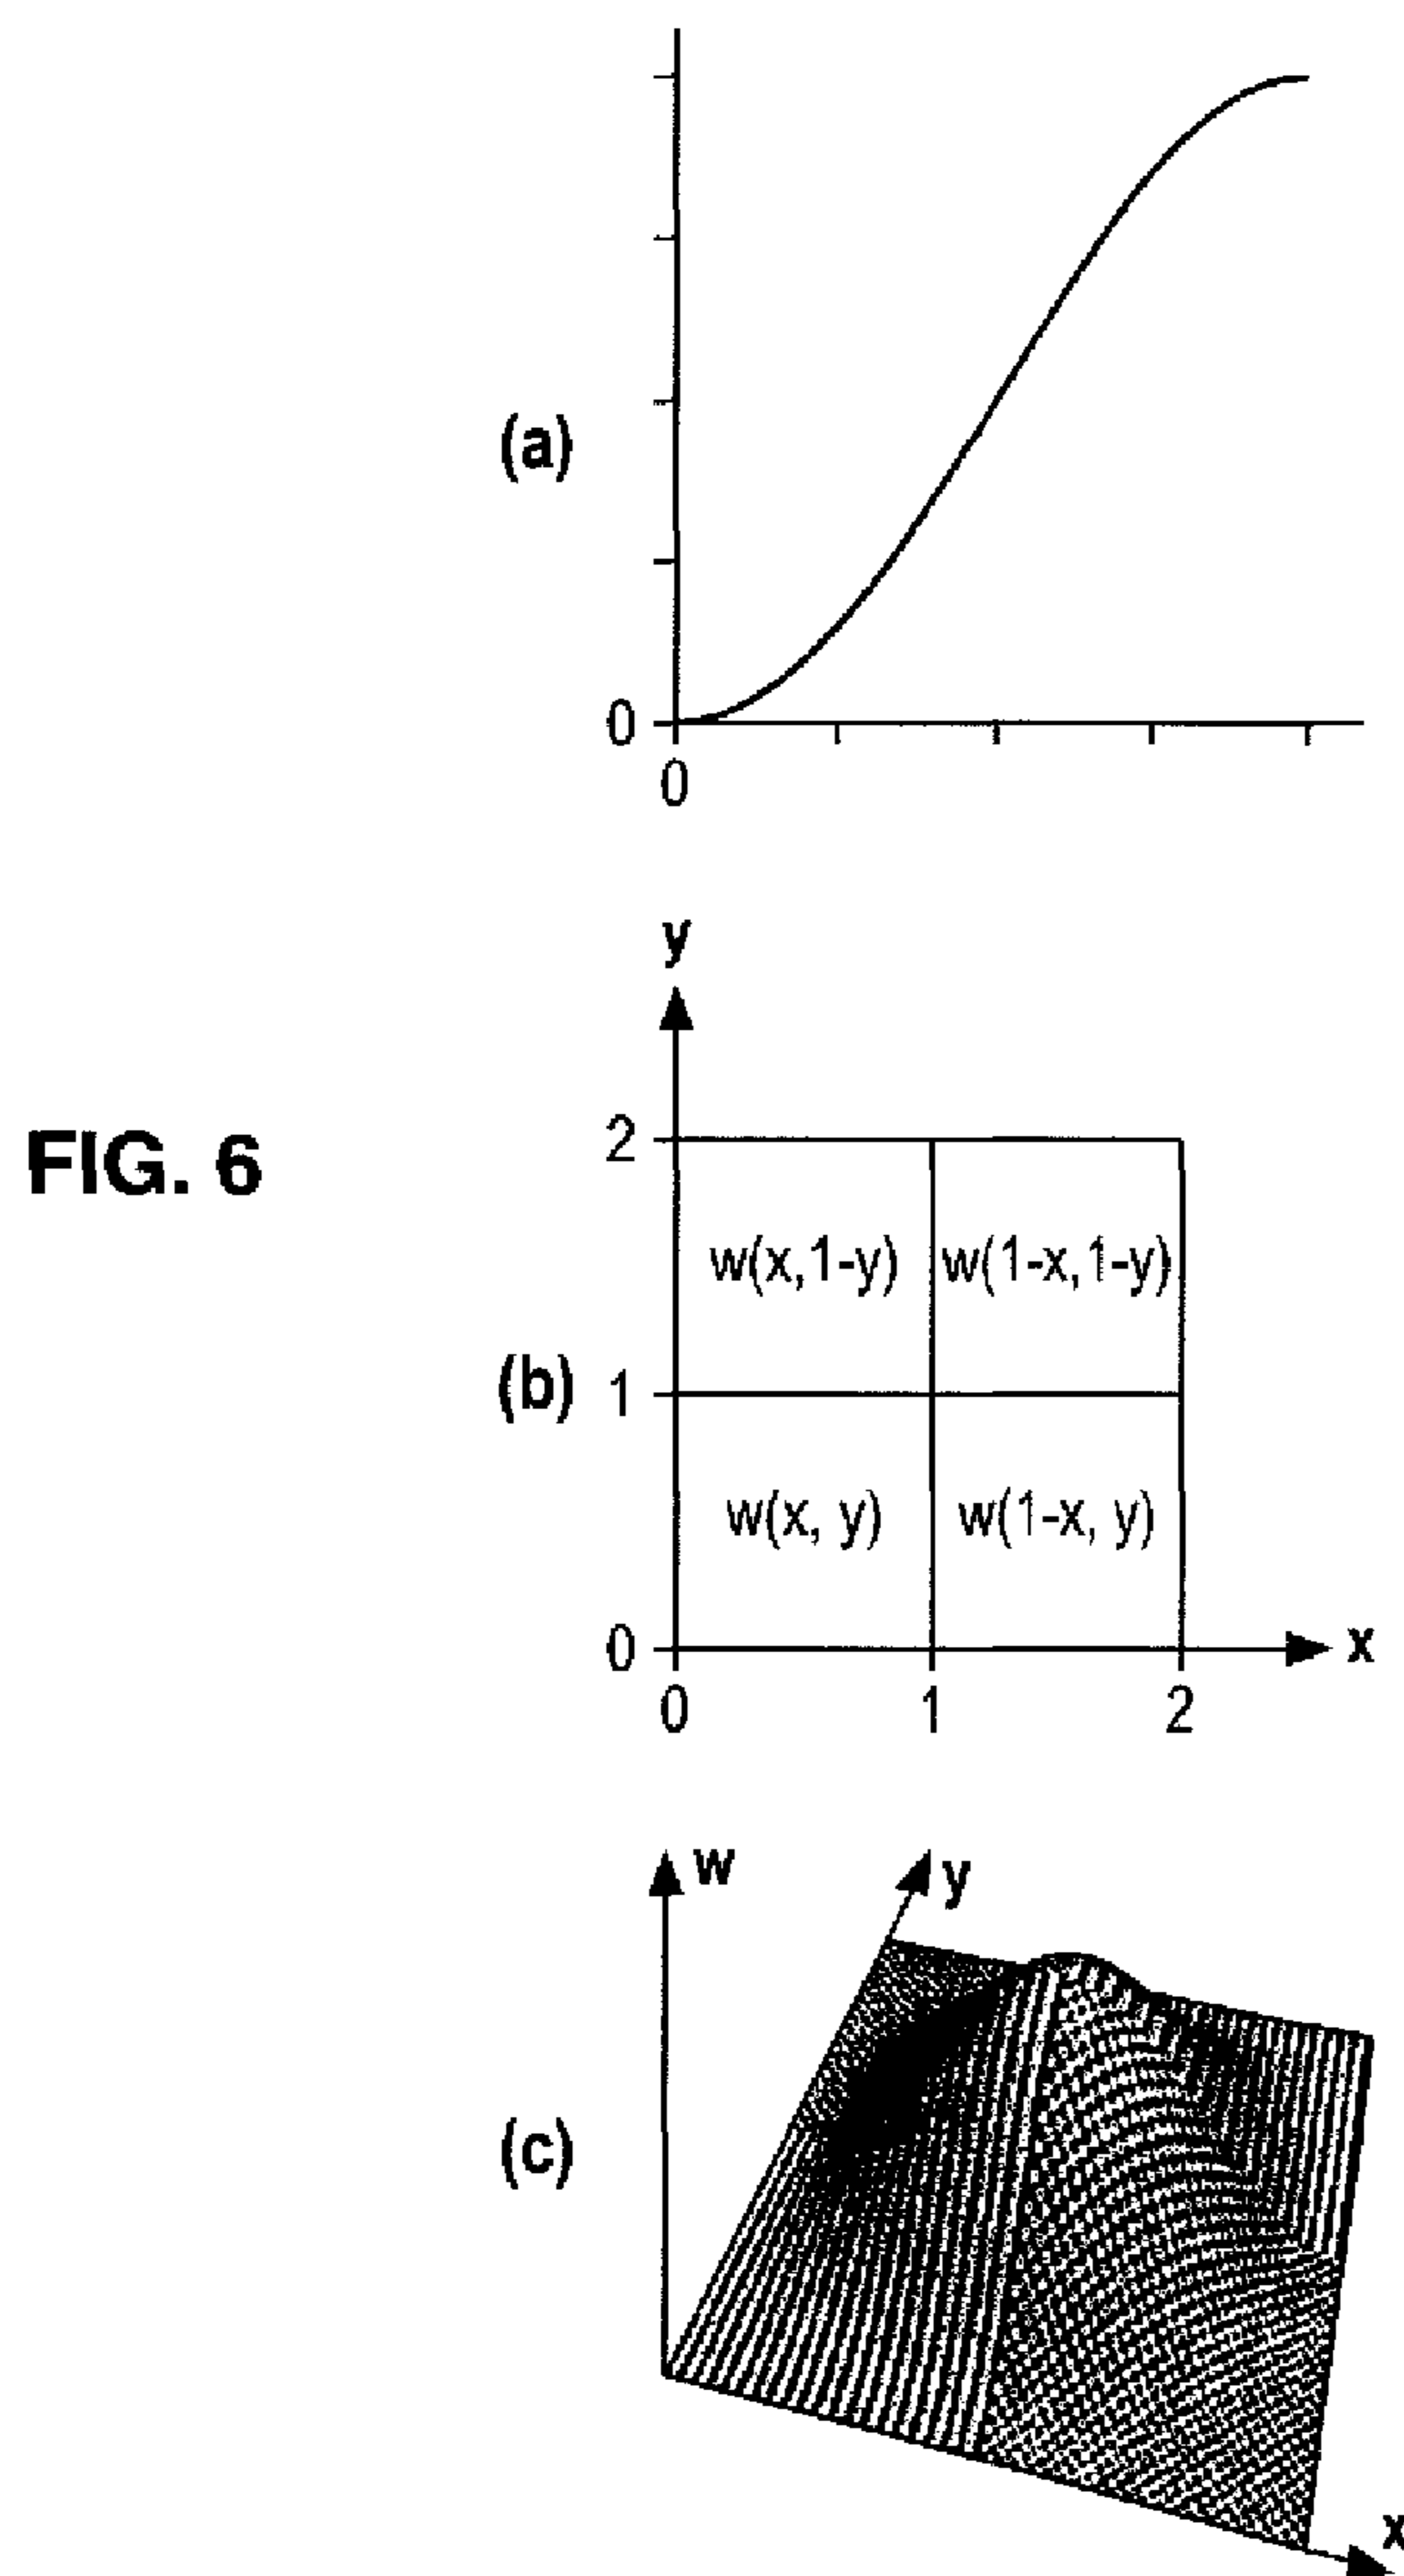 (a)
0
0
y
FIG. 6
2
w(x,1-y) w(1-x,1-y)
(b) 1
w(x, y) w(1-x, y)
0 x
0 1 2
w y
(c)
x